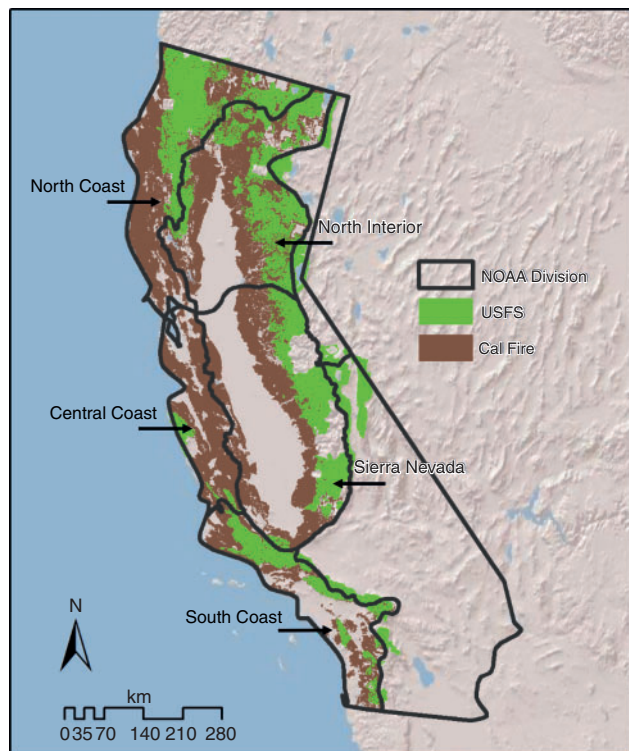 North Coast
North Interior
NOAA Division
USFS
Cal Fire
Central Coast
Sierra Nevada
South Coast
N
km
0 35 70 140 210 280